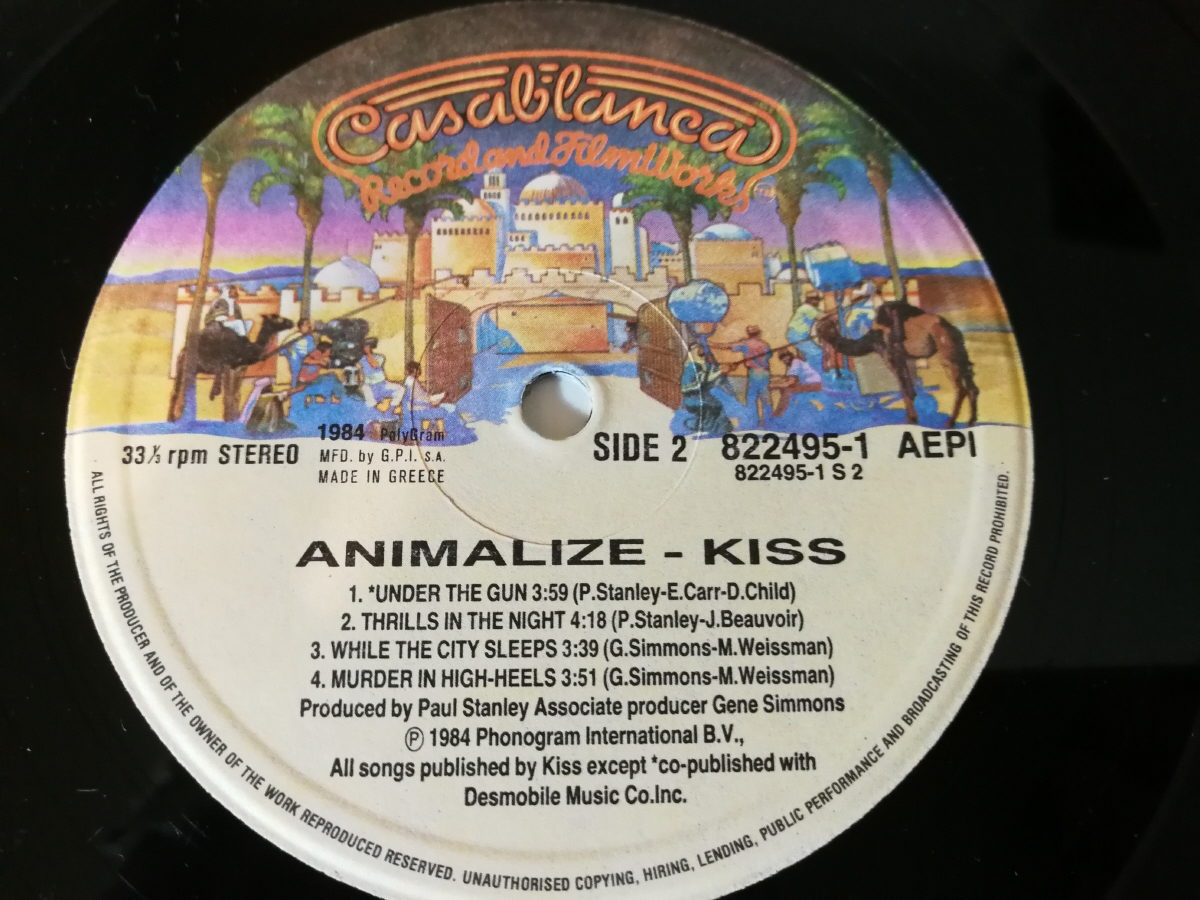 Casablanca
Record and FilmWorks
33⅓ rpm STEREO
1984 PolyGram
MFD. by G.P.I. S.A.
MADE IN GREECE
SIDE 2 822495-1 AEPI
822495-1 S 2
ANIMALIZE - KISS
1. *UNDER THE GUN 3:59 (P.Stanley-E.Carr-D.Child)
2. THRILLS IN THE NIGHT 4:18 (P.Stanley-J.Beauvoir)
3. WHILE THE CITY SLEEPS 3:39 (G.Simmons-M.Weissman)
4. MURDER IN HIGH-HEELS 3:51 (G.Simmons-M.Weissman)
Produced by Paul Stanley Associate producer Gene Simmons
Ⓟ 1984 Phonogram International B.V.,
All songs published by Kiss except *co-published with
Desmobile Music Co.Inc.
ALL RIGHTS OF THE PRODUCER AND OF THE OWNER OF THE WORK REPRODUCED RESERVED. UNAUTHORISED COPYING, HIRING, LENDING, PUBLIC PERFORMANCE AND BROADCASTING OF THIS RECORD PROHIBITED.